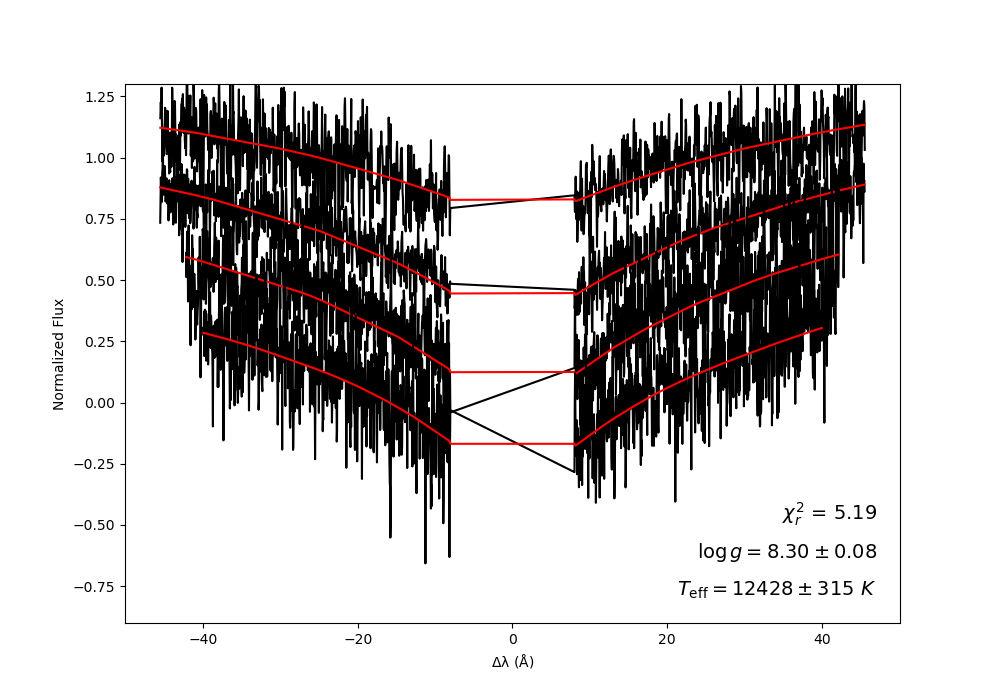 1.25
1.00
0.75
0.50
0.25
0.00
−0.25
−0.50
−0.75
Normalized Flux
χ²ᵣ = 5.19
log g = 8.30 ± 0.08
T_eff = 12428 ± 315 K
−40
−20
0
20
40
Δλ (Å)